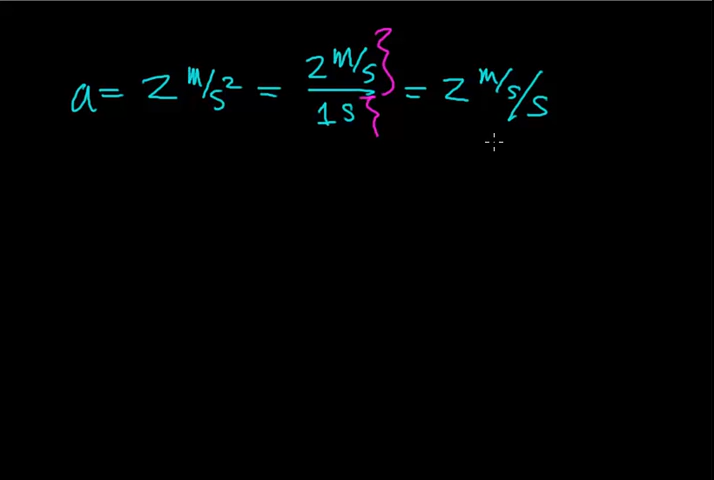 a = 2 m/s² = 2 m/s / 1 s = 2 m/s/s